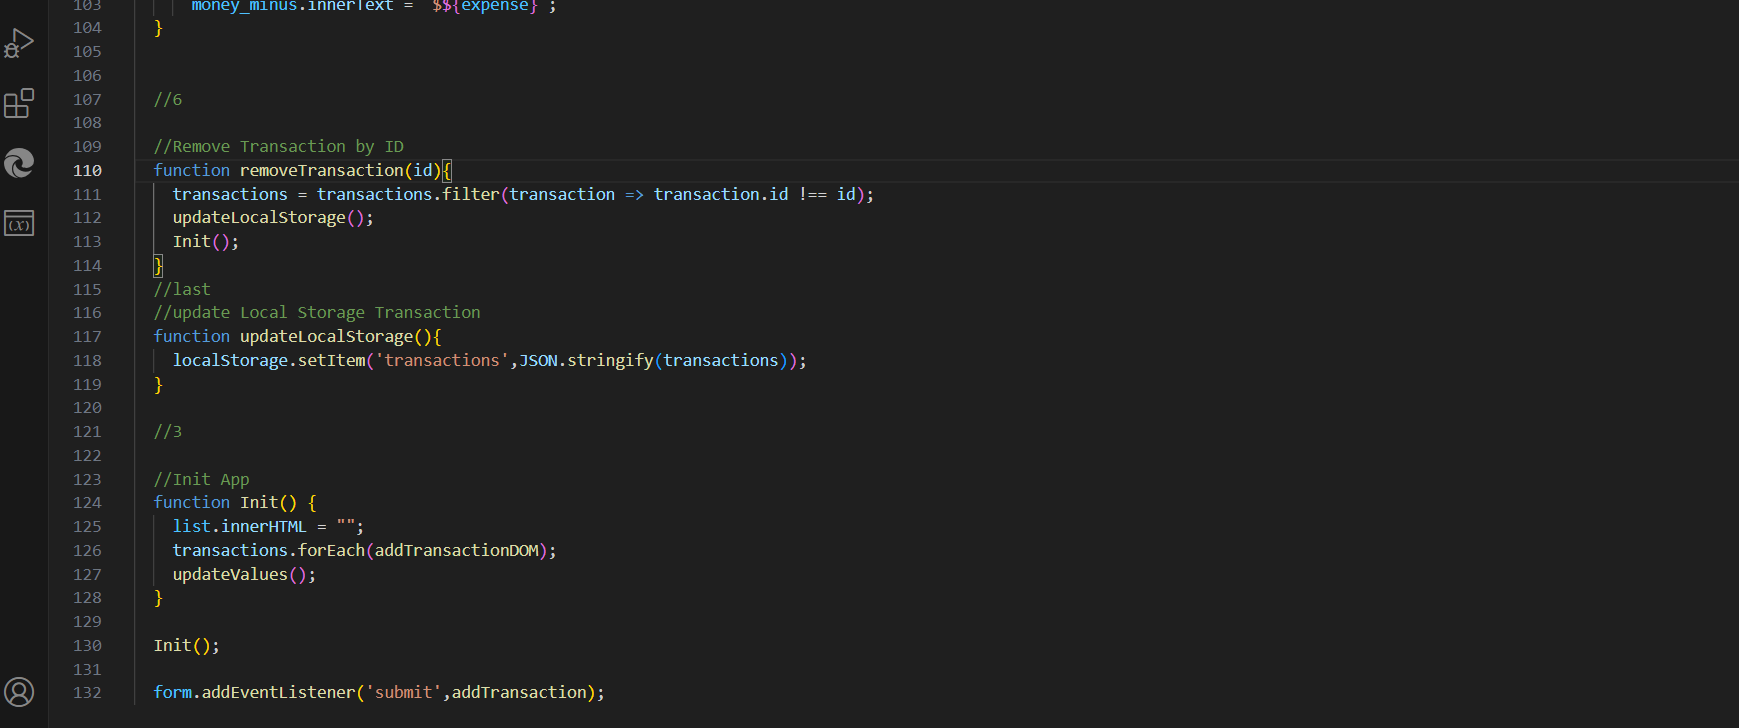 103 money_minus.innerText = `$${expense}`;
104 }
105
106
107 //6
108
109 //Remove Transaction by ID
110 function removeTransaction(id){
111 transactions = transactions.filter(transaction => transaction.id !== id);
112 updateLocalStorage();
113 Init();
114 }
115 //last
116 //update Local Storage Transaction
117 function updateLocalStorage(){
118 localStorage.setItem('transactions',JSON.stringify(transactions));
119 }
120
121 //3
122
123 //Init App
124 function Init() {
125 list.innerHTML = "";
126 transactions.forEach(addTransactionDOM);
127 updateValues();
128 }
129
130 Init();
131
132 form.addEventListener('submit',addTransaction);